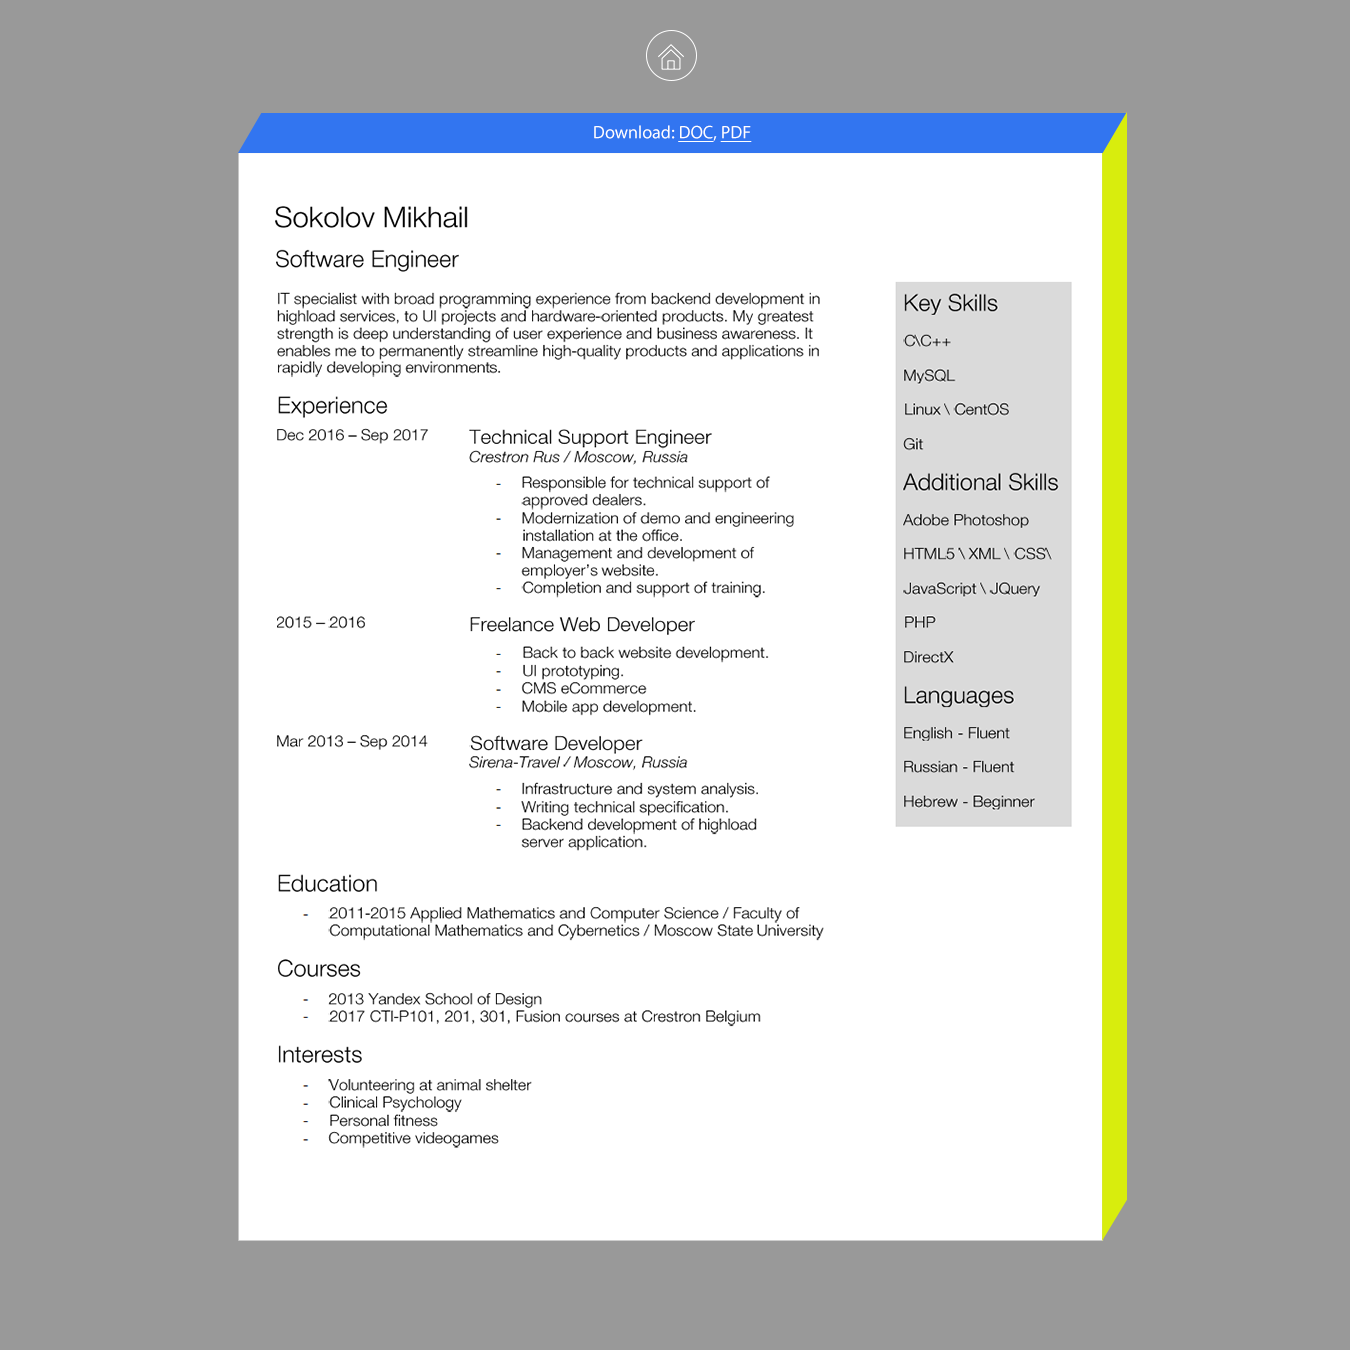 Download: DOC, PDF
Sokolov Mikhail
Software Engineer
IT specialist with broad programming experience from backend development in
highload services, to UI projects and hardware-oriented products. My greatest
strength is deep understanding of user experience and business awareness. It
enables me to permanently streamline high-quality products and applications in
rapidly developing environments.
Experience
Dec 2016 – Sep 2017
Technical Support Engineer
Crestron Rus / Moscow, Russia
- Responsible for technical support of
approved dealers.
- Modernization of demo and engineering
installation at the office.
- Management and development of
employer's website.
- Completion and support of training.
2015 – 2016
Freelance Web Developer
- Back to back website development.
- UI prototyping.
- CMS eCommerce
- Mobile app development.
Mar 2013 – Sep 2014
Software Developer
Sirena-Travel / Moscow, Russia
- Infrastructure and system analysis.
- Writing technical specification.
- Backend development of highload
server application.
Education
- 2011-2015 Applied Mathematics and Computer Science / Faculty of
Computational Mathematics and Cybernetics / Moscow State University
Courses
- 2013 Yandex School of Design
- 2017 CTI-P101, 201, 301, Fusion courses at Crestron Belgium
Interests
- Volunteering at animal shelter
- Clinical Psychology
- Personal fitness
- Competitive videogames
Key Skills
C\C++
MySQL
Linux \ CentOS
Git
Additional Skills
Adobe Photoshop
HTML5 \ XML \ CSS\
JavaScript \ JQuery
PHP
DirectX
Languages
English - Fluent
Russian - Fluent
Hebrew - Beginner